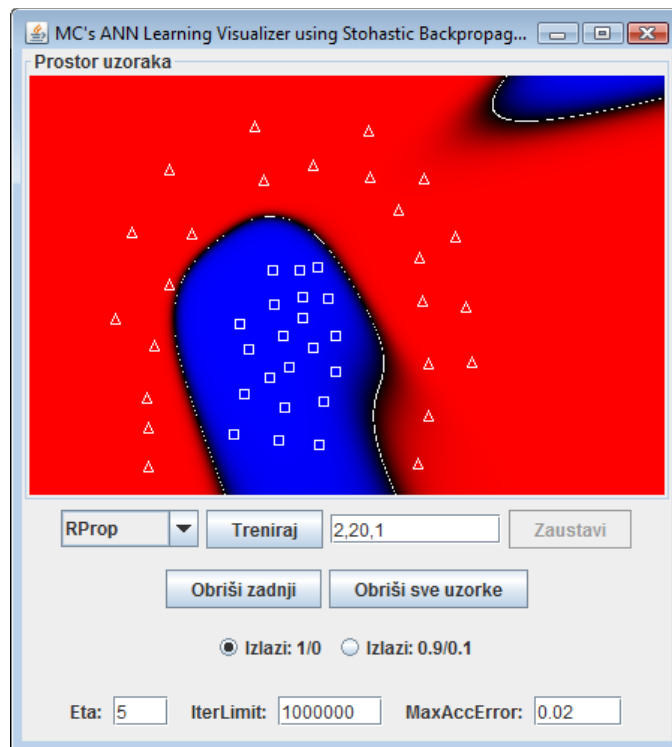 MC's ANN Learning Visualizer using Stohastic Backpropag...
Prostor uzoraka
RProp Treniraj 2,20,1 Zaustavi
Obriši zadnji Obriši sve uzorke
Izlazi: 1/0 Izlazi: 0.9/0.1
Eta: 5 IterLimit: 1000000 MaxAccError: 0.02